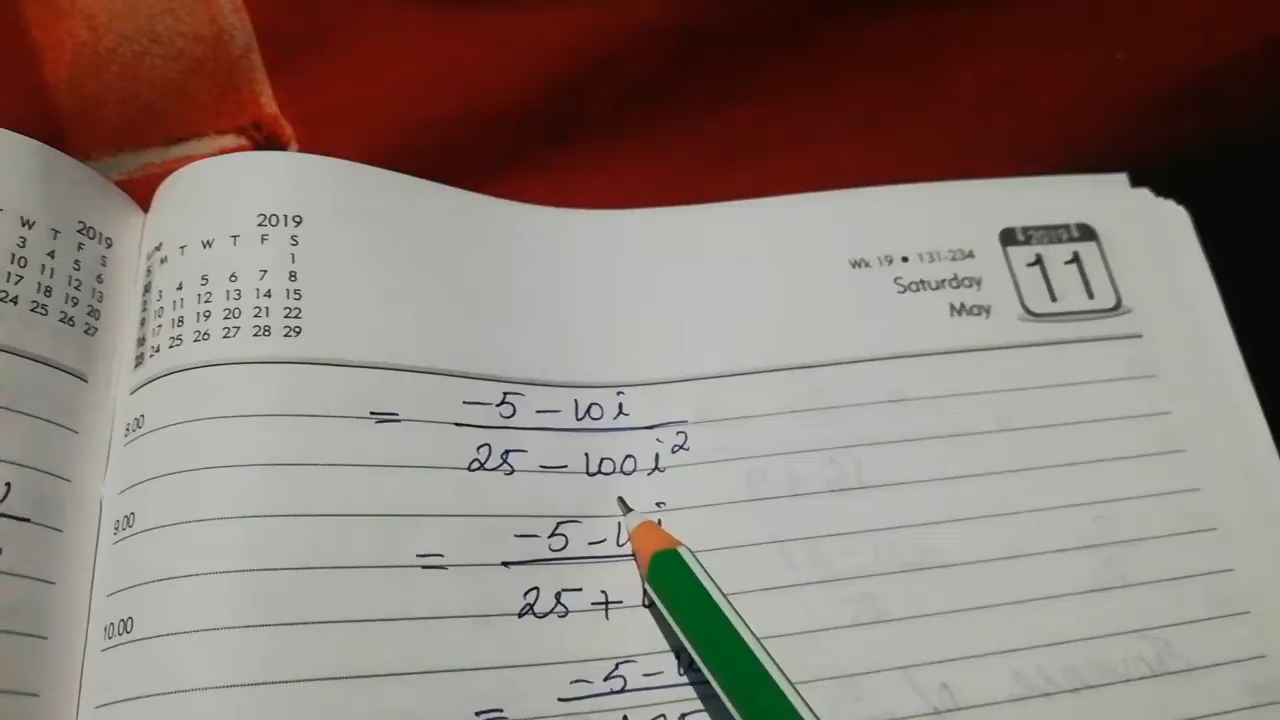 2019
W T F S
3 4 5 6
10 11 12 13
17 18 19 20
24 25 26 27
2019
M T W T F S
1
3 4 5 6 7 8
10 11 12 13 14 15
17 18 19 20 21 22
24 25 26 27 28 29
Wk 19 • 131-234
Saturday
May
2019
11
8.00
= -5 - 10i
25 - 100i²
9.00
= -5 - i
25 +
10.00
-5 -
=